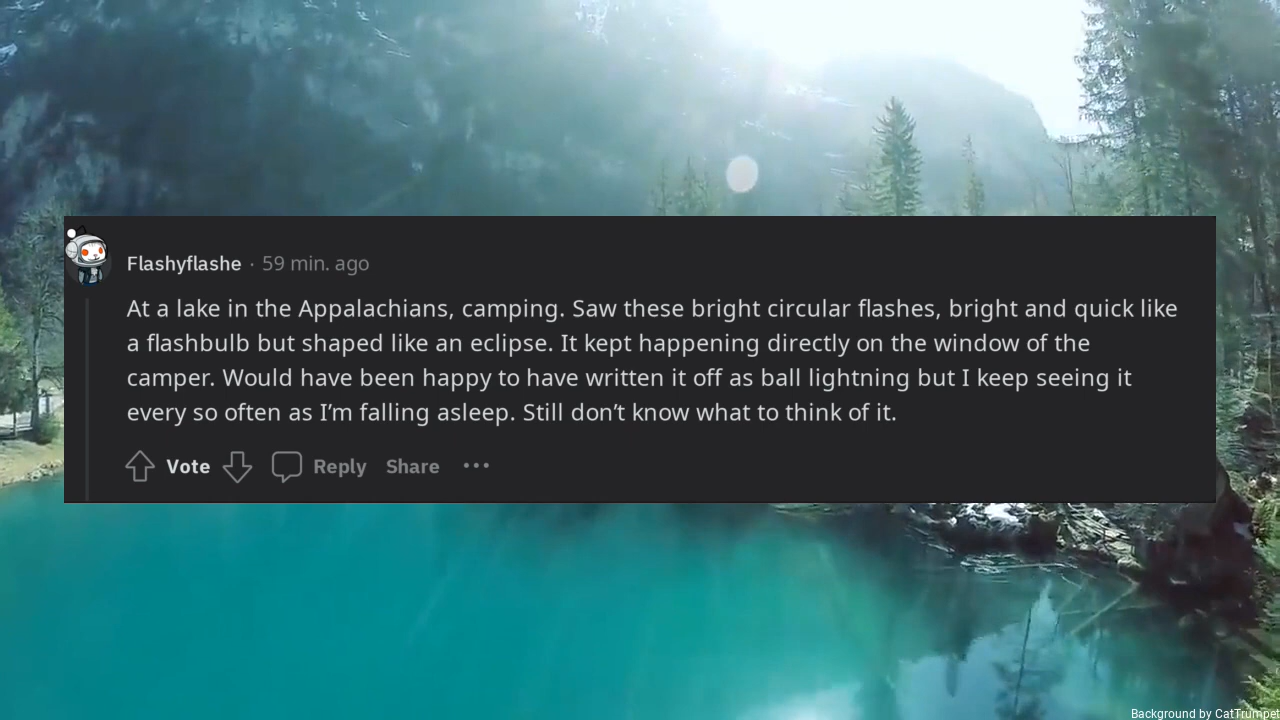 Flashyflashe · 59 min. ago
At a lake in the Appalachians, camping. Saw these bright circular flashes, bright and quick like
a flashbulb but shaped like an eclipse. It kept happening directly on the window of the
camper. Would have been happy to have written it off as ball lightning but I keep seeing it
every so often as I’m falling asleep. Still don’t know what to think of it.
Vote Reply Share ···
Background by CatTrumpet